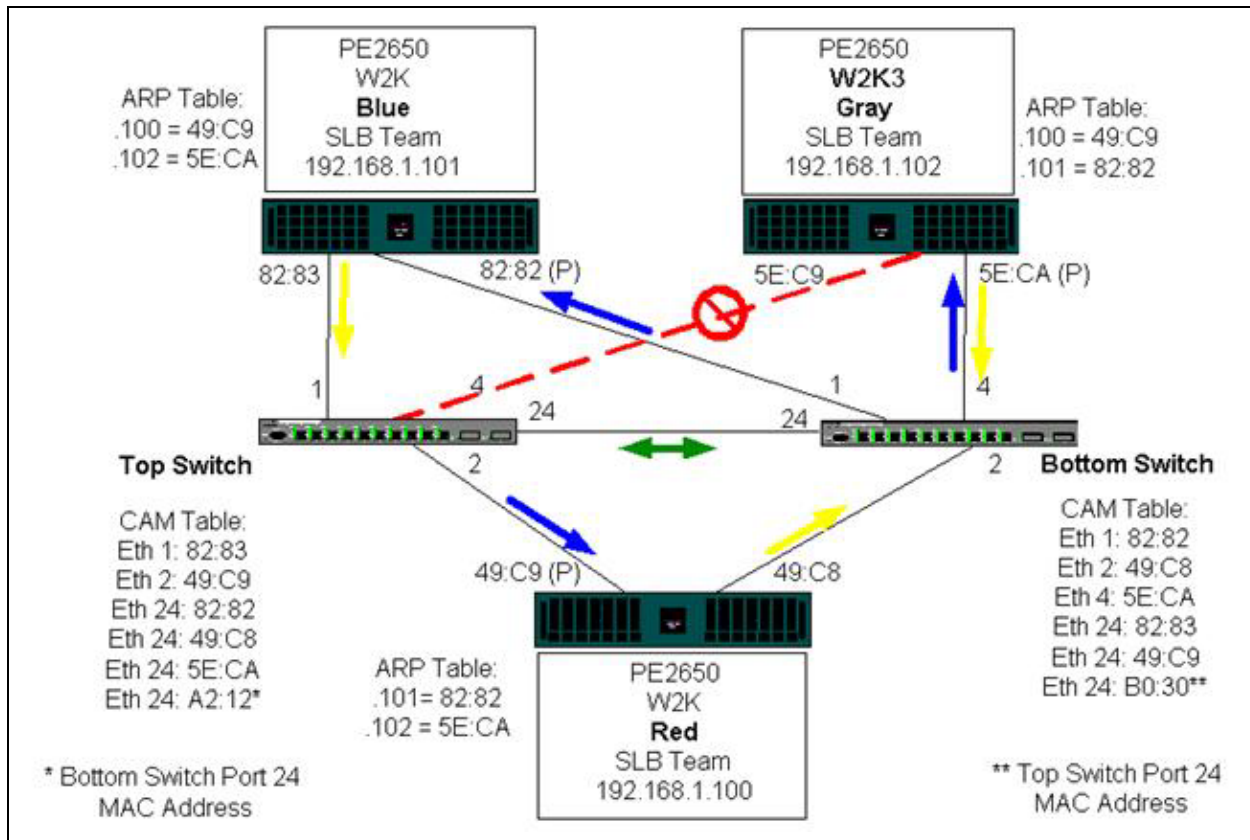 PE2650
W2K
Blue
SLB Team
192.168.1.101
ARP Table:
.100 = 49:C9
.102 = 5E:CA
PE2650
W2K3
Gray
SLB Team
192.168.1.102
ARP Table:
.100 = 49:C9
.101 = 82:82
82:83
82:82 (P)
5E:C9
5E:CA (P)
1
4
24
24
1
4
2
2
Top Switch
CAM Table:
Eth 1: 82:83
Eth 2: 49:C9
Eth 24: 82:82
Eth 24: 49:C8
Eth 24: 5E:CA
Eth 24: A2:12*
* Bottom Switch Port 24
MAC Address
Bottom Switch
CAM Table:
Eth 1: 82:82
Eth 2: 49:C8
Eth 4: 5E:CA
Eth 24: 82:83
Eth 24: 49:C9
Eth 24: B0:30**
** Top Switch Port 24
MAC Address
49:C9 (P)
49:C8
ARP Table:
.101= 82:82
.102 = 5E:CA
PE2650
W2K
Red
SLB Team
192.168.1.100